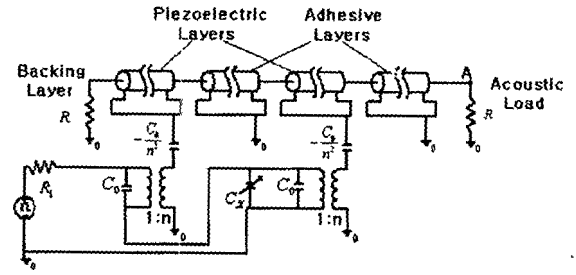 Piezoelectric Adhesive
Layers Layers
Backing
Layer
A
Acoustic
Load
R
R
0
0
0
0
-C₀/n²
-C₀/n²
R₁
C₀
Cx
C₀
1:n
1:n
0
0
0